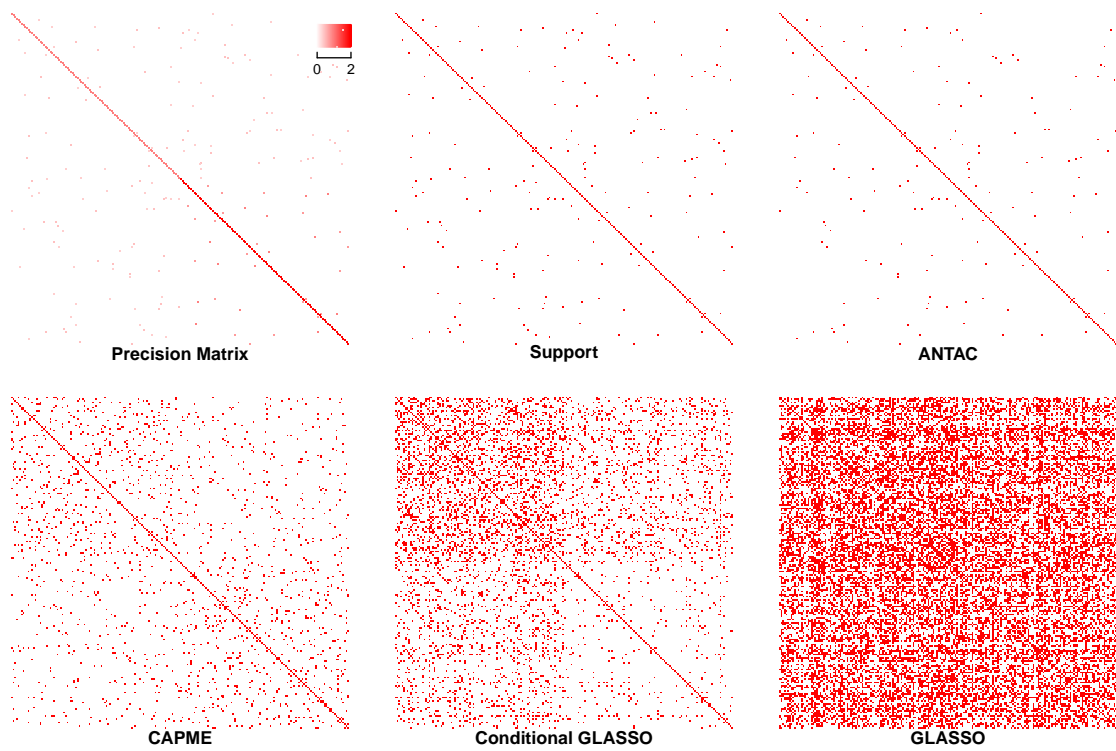 0 2
Precision Matrix
Support
ANTAC
CAPME
Conditional GLASSO
GLASSO